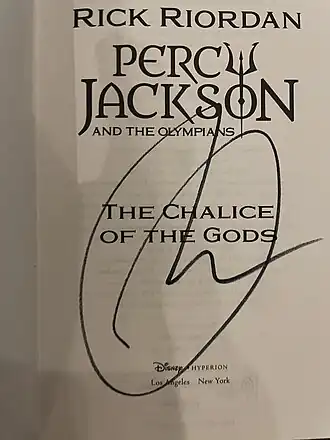 RICK RIORDAN
PERCY
JACKSON
AND THE OLYMPIANS
THE CHALICE
OF THE GODS
Disney • HYPERION
Los Angeles New York